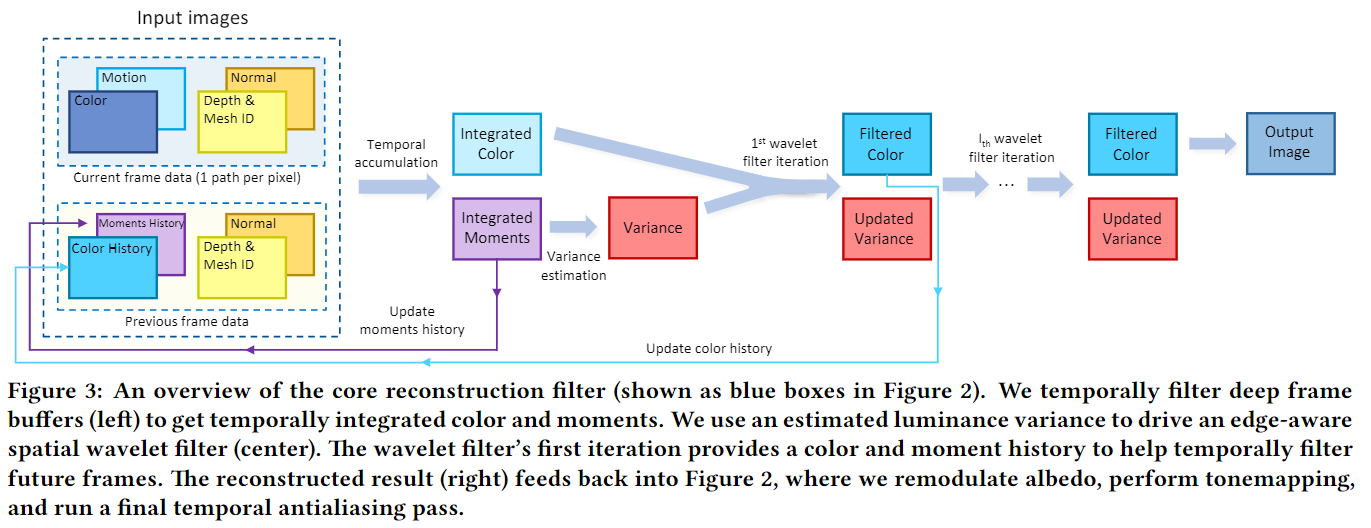 Input images
Motion
Color
Normal
Depth &
Mesh ID
Current frame data (1 path per pixel)
Moments History
Color History
Normal
Depth &
Mesh ID
Previous frame data
Temporal
accumulation
Integrated
Color
Integrated
Moments
Variance
estimation
Variance
Update
moments history
Update color history
1st wavelet
filter iteration
Filtered
Color
Updated
Variance
Ith wavelet
filter iteration
...
Filtered
Color
Updated
Variance
Output
Image
Figure 3: An overview of the core reconstruction filter (shown as blue boxes in Figure 2). We temporally filter deep frame
buffers (left) to get temporally integrated color and moments. We use an estimated luminance variance to drive an edge-aware
spatial wavelet filter (center). The wavelet filter's first iteration provides a color and moment history to help temporally filter
future frames. The reconstructed result (right) feeds back into Figure 2, where we remodulate albedo, perform tonemapping,
and run a final temporal antialiasing pass.